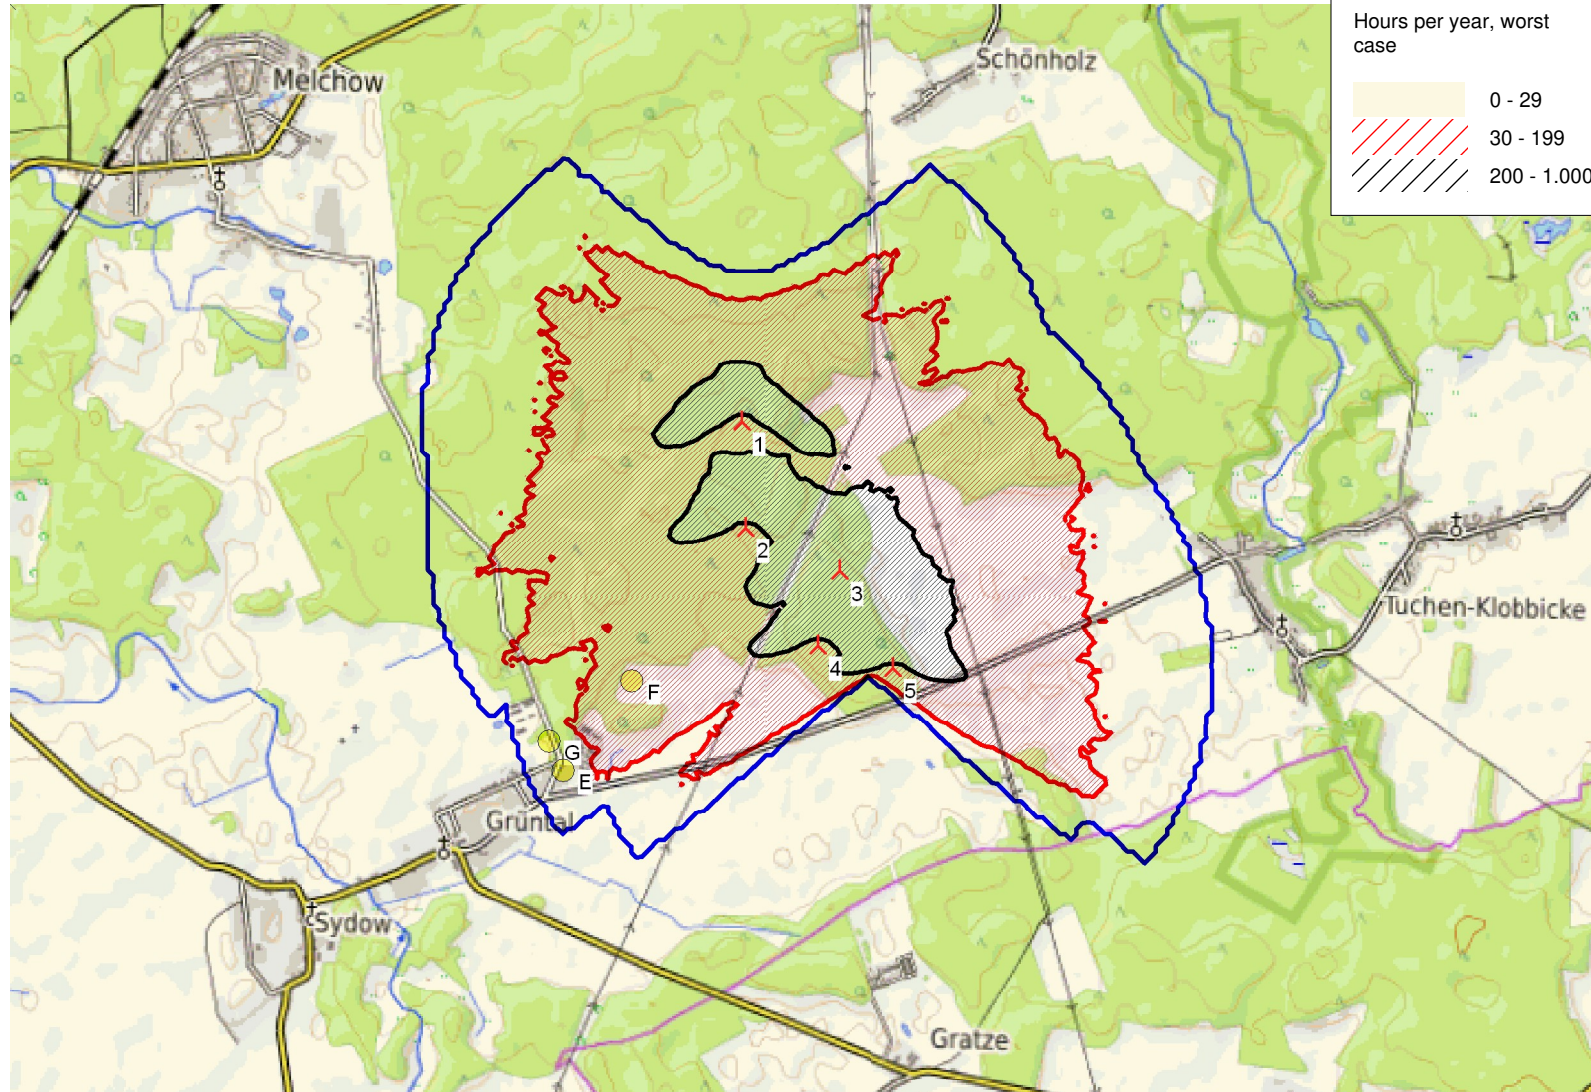 Hours per year, worst
case
0 - 29
30 - 199
200 - 1.000
Melchow
Schönholz
1
2
3
Tuchen-Klobbicke
4
5
F
G
E
Grüntal
Sydow
Gratze